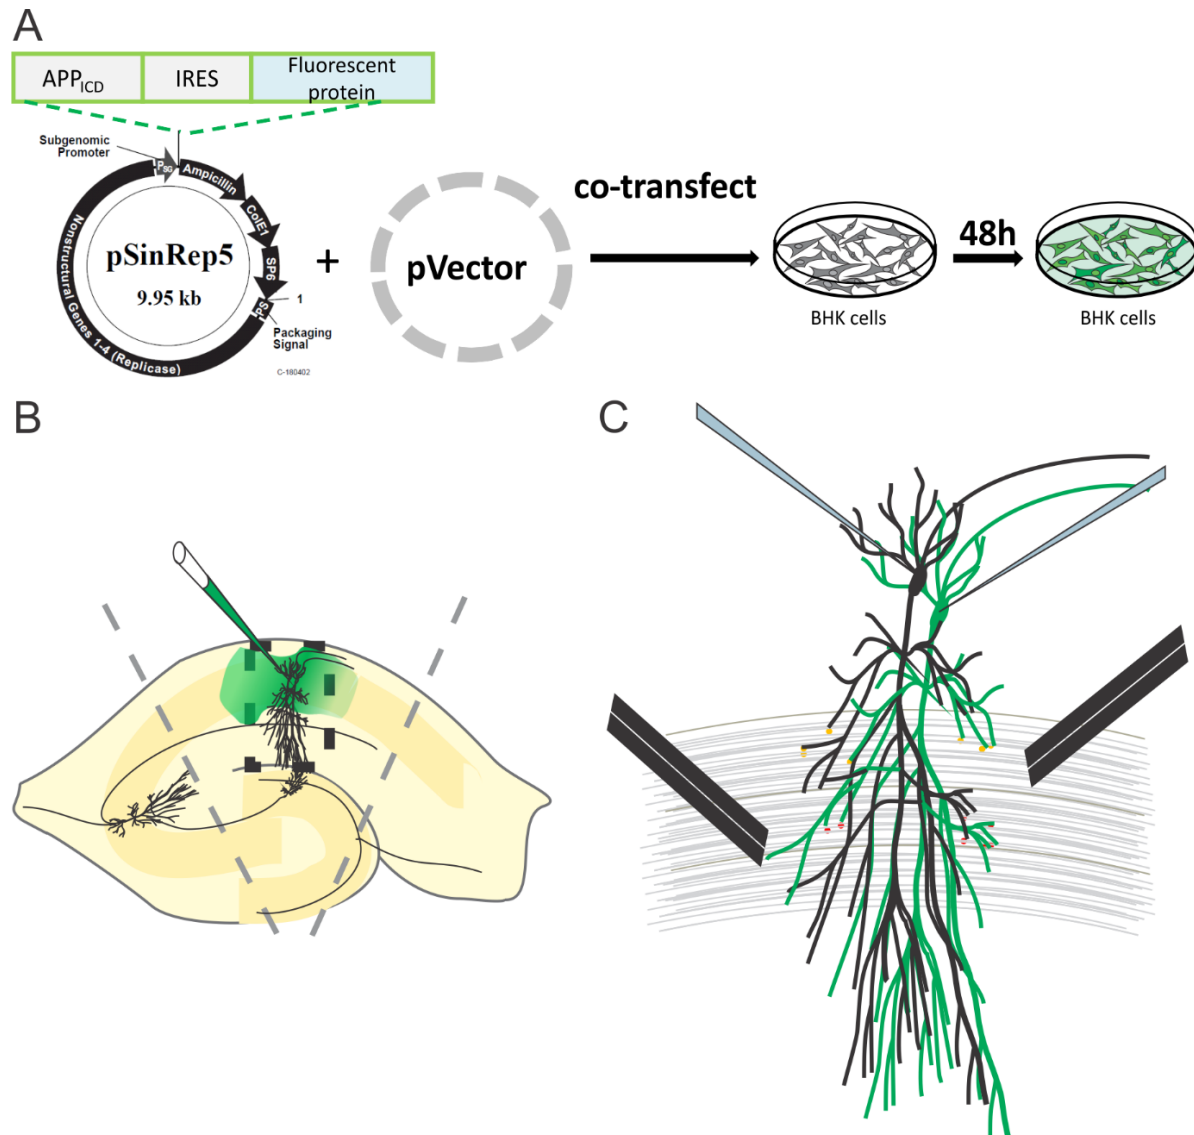 A
APPICD
IRES
Fluorescent
protein
Subgenomic
Promoter
PSG
Ampicillin
ColE1
SP6
PS
1
Packaging
Signal
C-180402
Nonstructural Genes 1-4 (Replicase)
pSinRep5
9.95 kb
+
pVector
co-transfect
48h
BHK cells
BHK cells
B
C